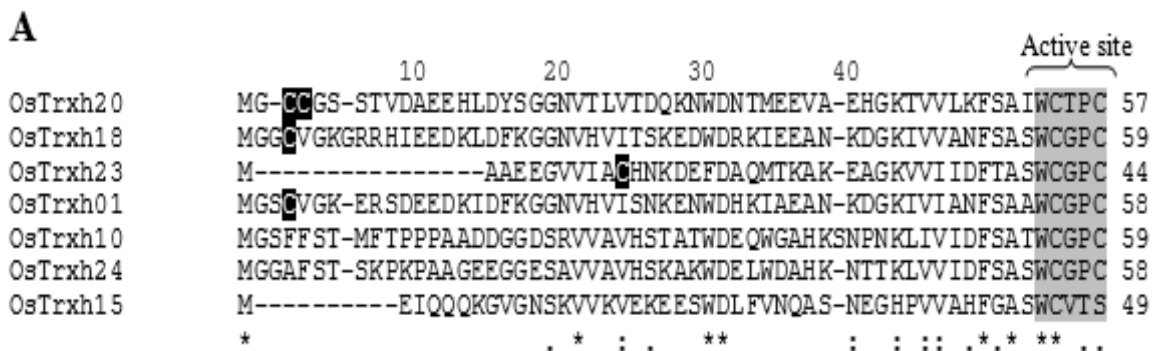 A
Active site
10 20 30 40
OsTrxh20 MG-CCGS-STVDAEEHLDYSGGNVTLVTDQKNWDNTMEEVA-EHGKTVVLKFSAIWCTPC 57
OsTrxh18 MGGCVGKGRRHIEEDKLDFKGGNVHVITSKEDWDRKIEEAN-KDGKIVVANFSASWCGPC 59
OsTrxh23 M----------------AAEEGVVIACHNKDEFDAQMTKAK-EAGKVVIIDFTASWCGPC 44
OsTrxh01 MGSCVGK-ERSDEEDKIDFKGGNVHVISNKENWDHKIAEAN-KDGKIVIANFSAAWCGPC 58
OsTrxh10 MGSFFST-MFTPPPAADDGGDSRVVAVHSTATWDEQWGAHKSNPNKLIVIDFSATWCGPC 59
OsTrxh24 MGGAFST-SKPKPAAGEEGGESAVVAVHSKAKWDELWDAHK-NTTKLVVIDFSASWCGPC 58
OsTrxh15 M----------EIQQQKGVGNSKVVKVEKEESWDLFVNQAS-NEGHPVVAHFGASWCVTS 49
* . * : . ** : : :: .*.* ** ..